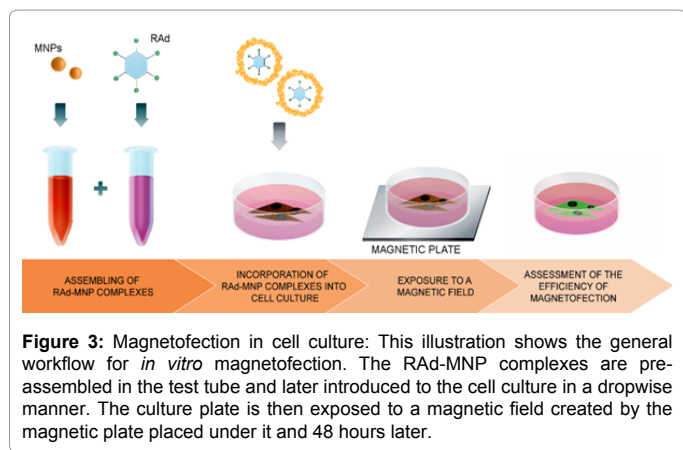 MNPs
RAd
+
MAGNETIC PLATE
ASSEMBLING OF
RAd-MNP COMPLEXES
INCORPORATION OF
RAd-MNP COMPLEXES INTO
CELL CULTURE
EXPOSURE TO A
MAGNETIC FIELD
ASSESSMENT OF THE
EFFICIENCY OF
MAGNETOFECTION
Figure 3: Magnetofection in cell culture: This illustration shows the general
workflow for in vitro magnetofection. The RAd-MNP complexes are pre-
assembled in the test tube and later introduced to the cell culture in a dropwise
manner. The culture plate is then exposed to a magnetic field created by the
magnetic plate placed under it and 48 hours later.